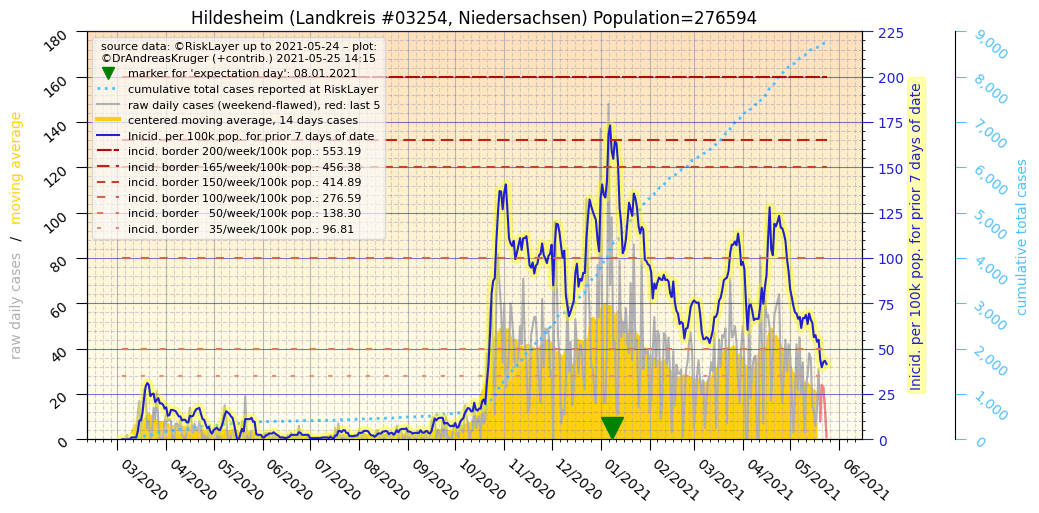 Hildesheim (Landkreis #03254, Niedersachsen) Population=276594
source data: ©RiskLayer up to 2021-05-24 – plot:
©DrAndreasKruger (+contrib.) 2021-05-25 14:15
marker for 'expectation day': 08.01.2021
cumulative total cases reported at RiskLayer
raw daily cases (weekend-flawed), red: last 5
centered moving average, 14 days cases
Inicid. per 100k pop. for prior 7 days of date
incid. border 200/week/100k pop.: 553.19
incid. border 165/week/100k pop.: 456.38
incid. border 150/week/100k pop.: 414.89
incid. border 100/week/100k pop.: 276.59
incid. border 50/week/100k pop.: 138.30
incid. border 35/week/100k pop.: 96.81
raw daily cases / moving average
180
160
140
120
100
80
60
40
20
0
225
200
175
150
125
100
75
50
25
0
Inicid. per 100k pop. for prior 7 days of date
9,000
8,000
7,000
6,000
5,000
4,000
3,000
2,000
1,000
0
cumulative total cases
03/2020
04/2020
05/2020
06/2020
07/2020
08/2020
09/2020
10/2020
11/2020
12/2020
01/2021
02/2021
03/2021
04/2021
05/2021
06/2021